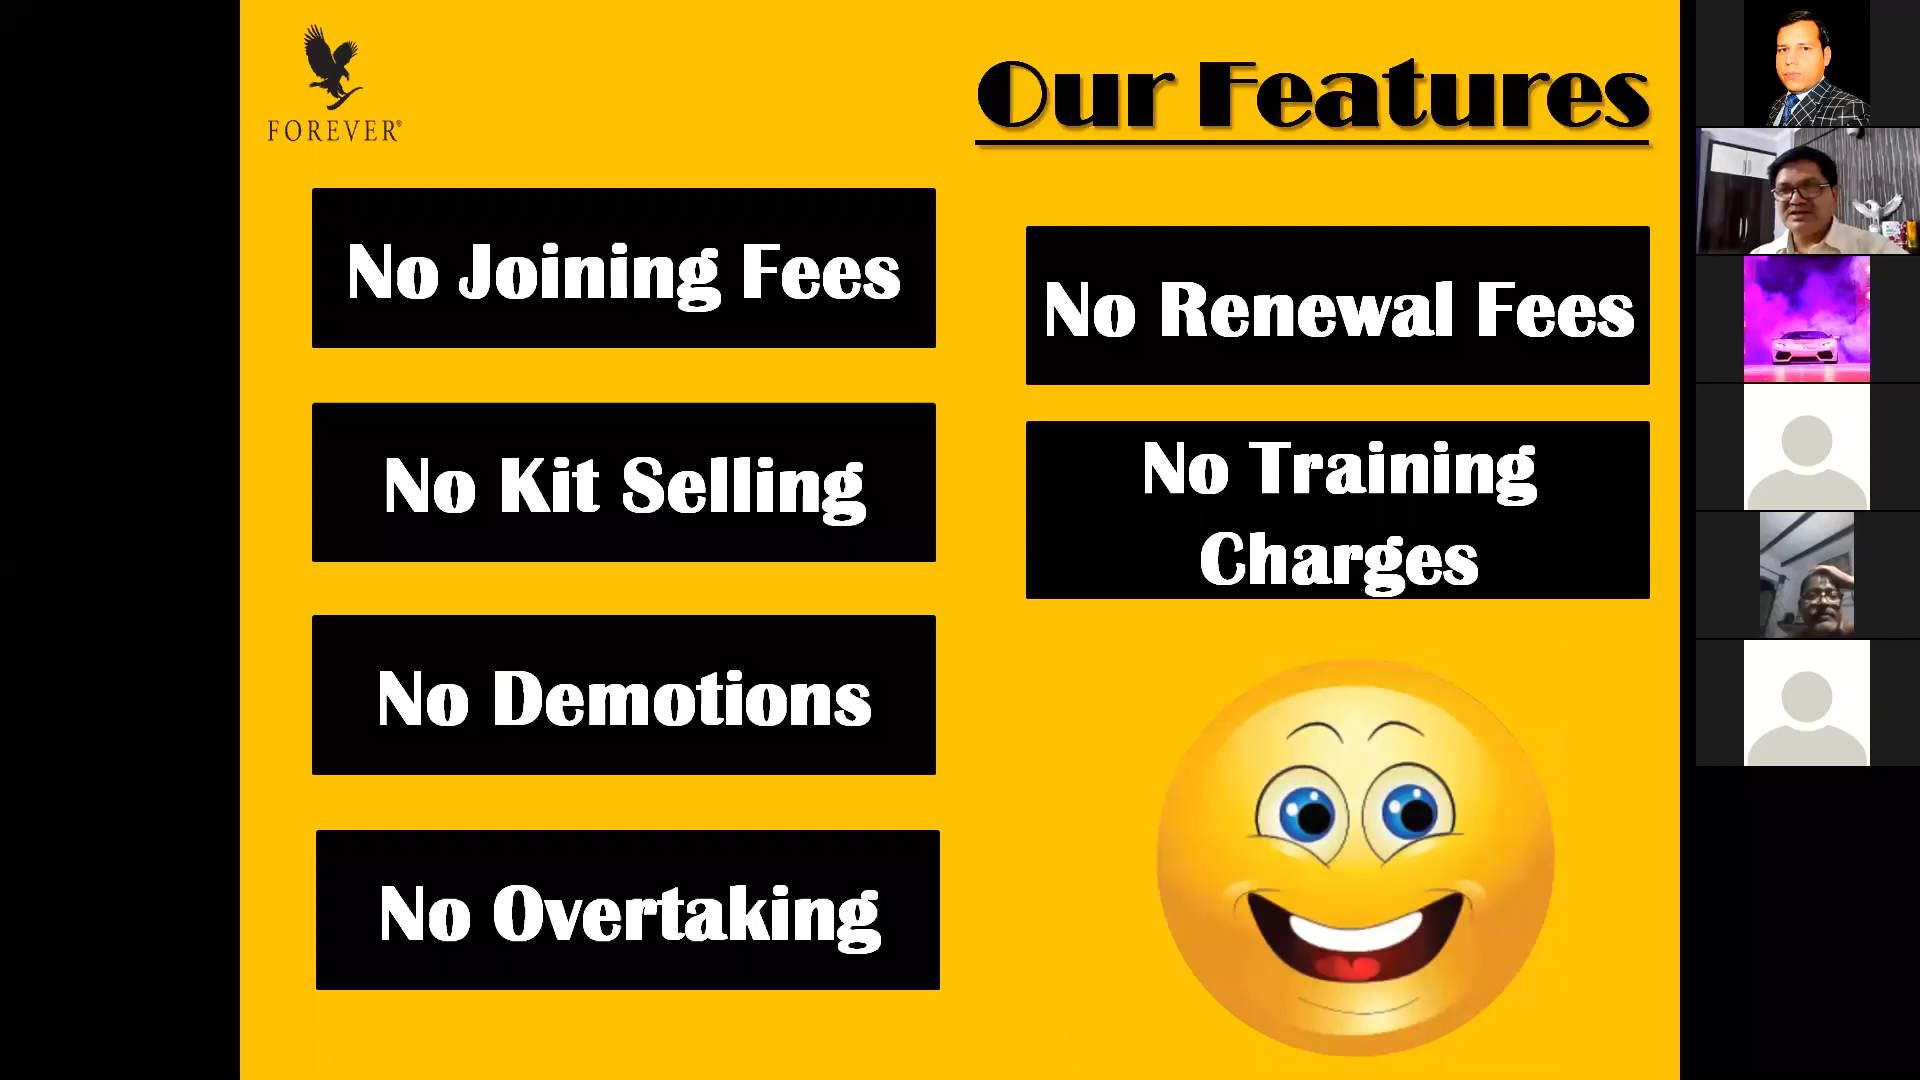 FOREVER®
Our Features
No Joining Fees
No Kit Selling
No Demotions
No Overtaking
No Renewal Fees
No Training
Charges